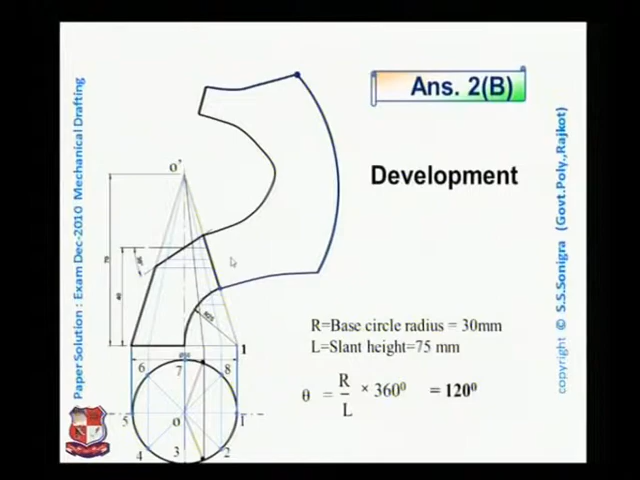 Ans. 2(B)
Paper Solution : Exam Dec-2010 Mechanical Drafting
Development
copyright © S.S.Sonigra (Govt.Poly.,Rajkot)
O'
40
1
R=Base circle radius = 30mm
L=Slant height=75 mm
θ = R/L × 360⁰ = 120⁰
6 7 8
5 O 1
4 3 2